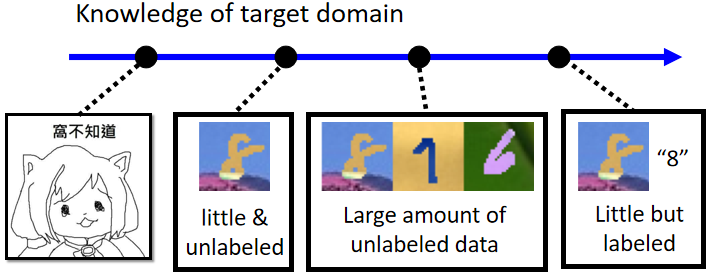 Knowledge of target domain
窩不知道
little &
unlabeled
Large amount of
unlabeled data
“8”
Little but
labeled